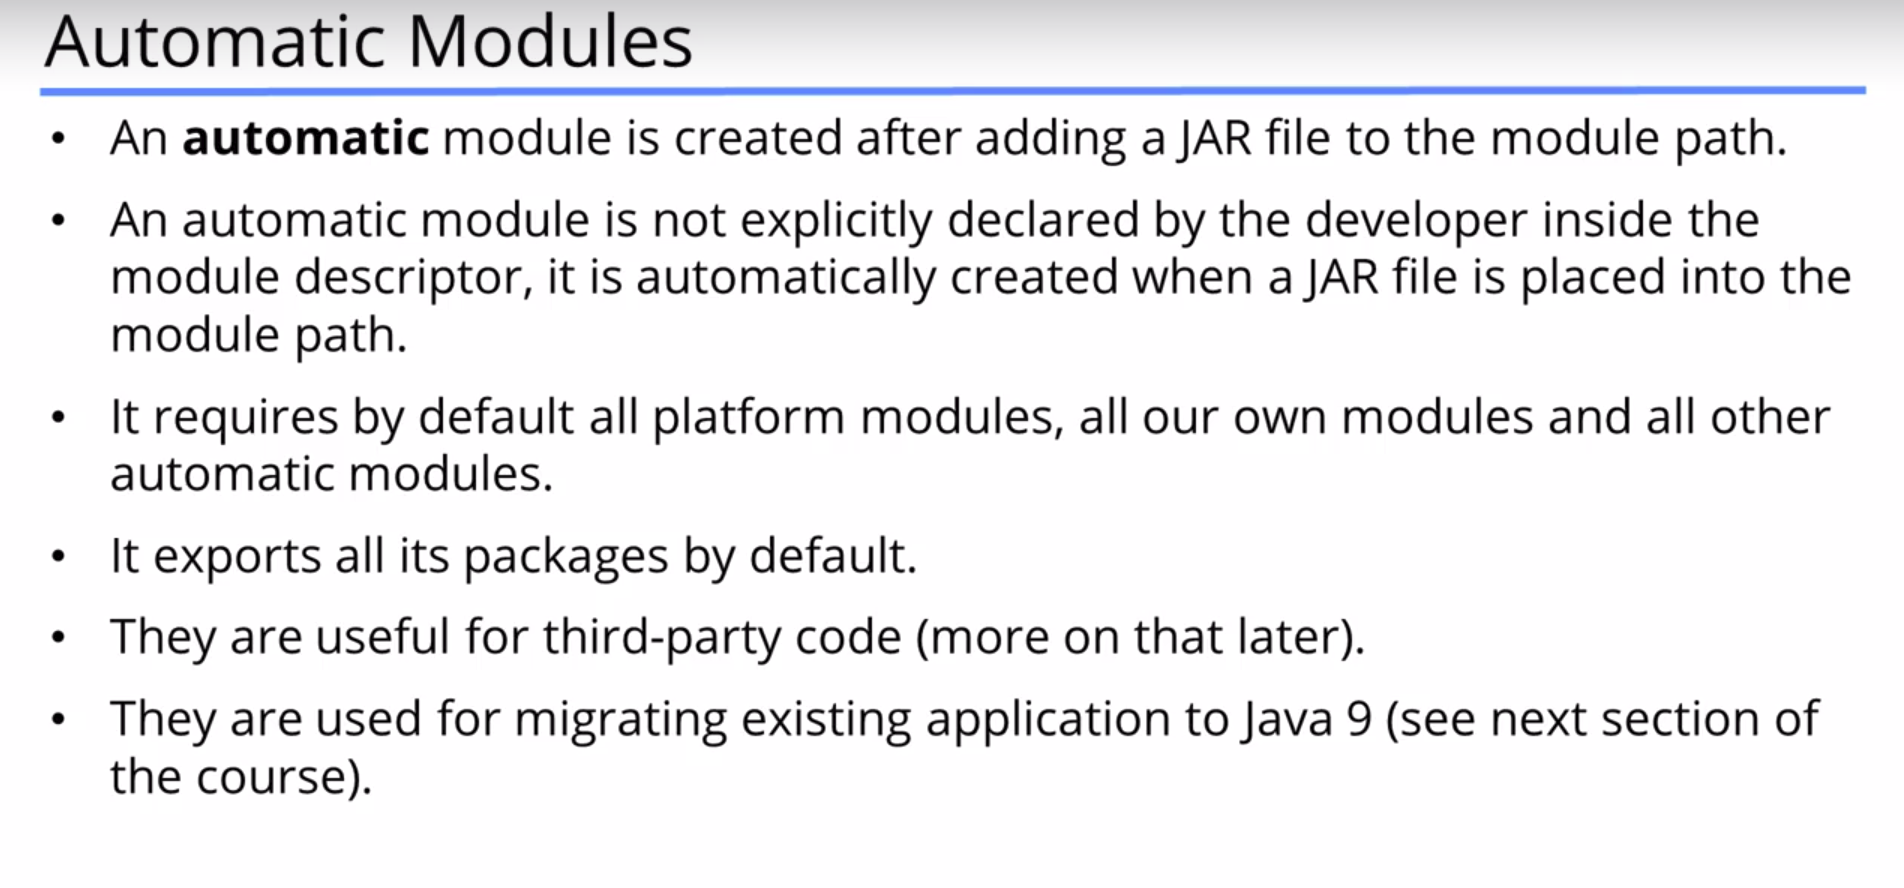 Automatic Modules
• An automatic module is created after adding a JAR file to the module path.
• An automatic module is not explicitly declared by the developer inside the
module descriptor, it is automatically created when a JAR file is placed into the
module path.
• It requires by default all platform modules, all our own modules and all other
automatic modules.
• It exports all its packages by default.
• They are useful for third-party code (more on that later).
• They are used for migrating existing application to Java 9 (see next section of
the course).